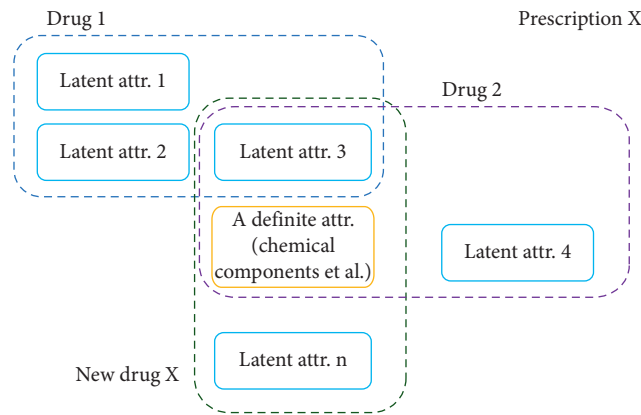 Drug 1
Prescription X
Latent attr. 1
Drug 2
Latent attr. 2
Latent attr. 3
A definite attr.
(chemical
components et al.)
Latent attr. 4
New drug X
Latent attr. n